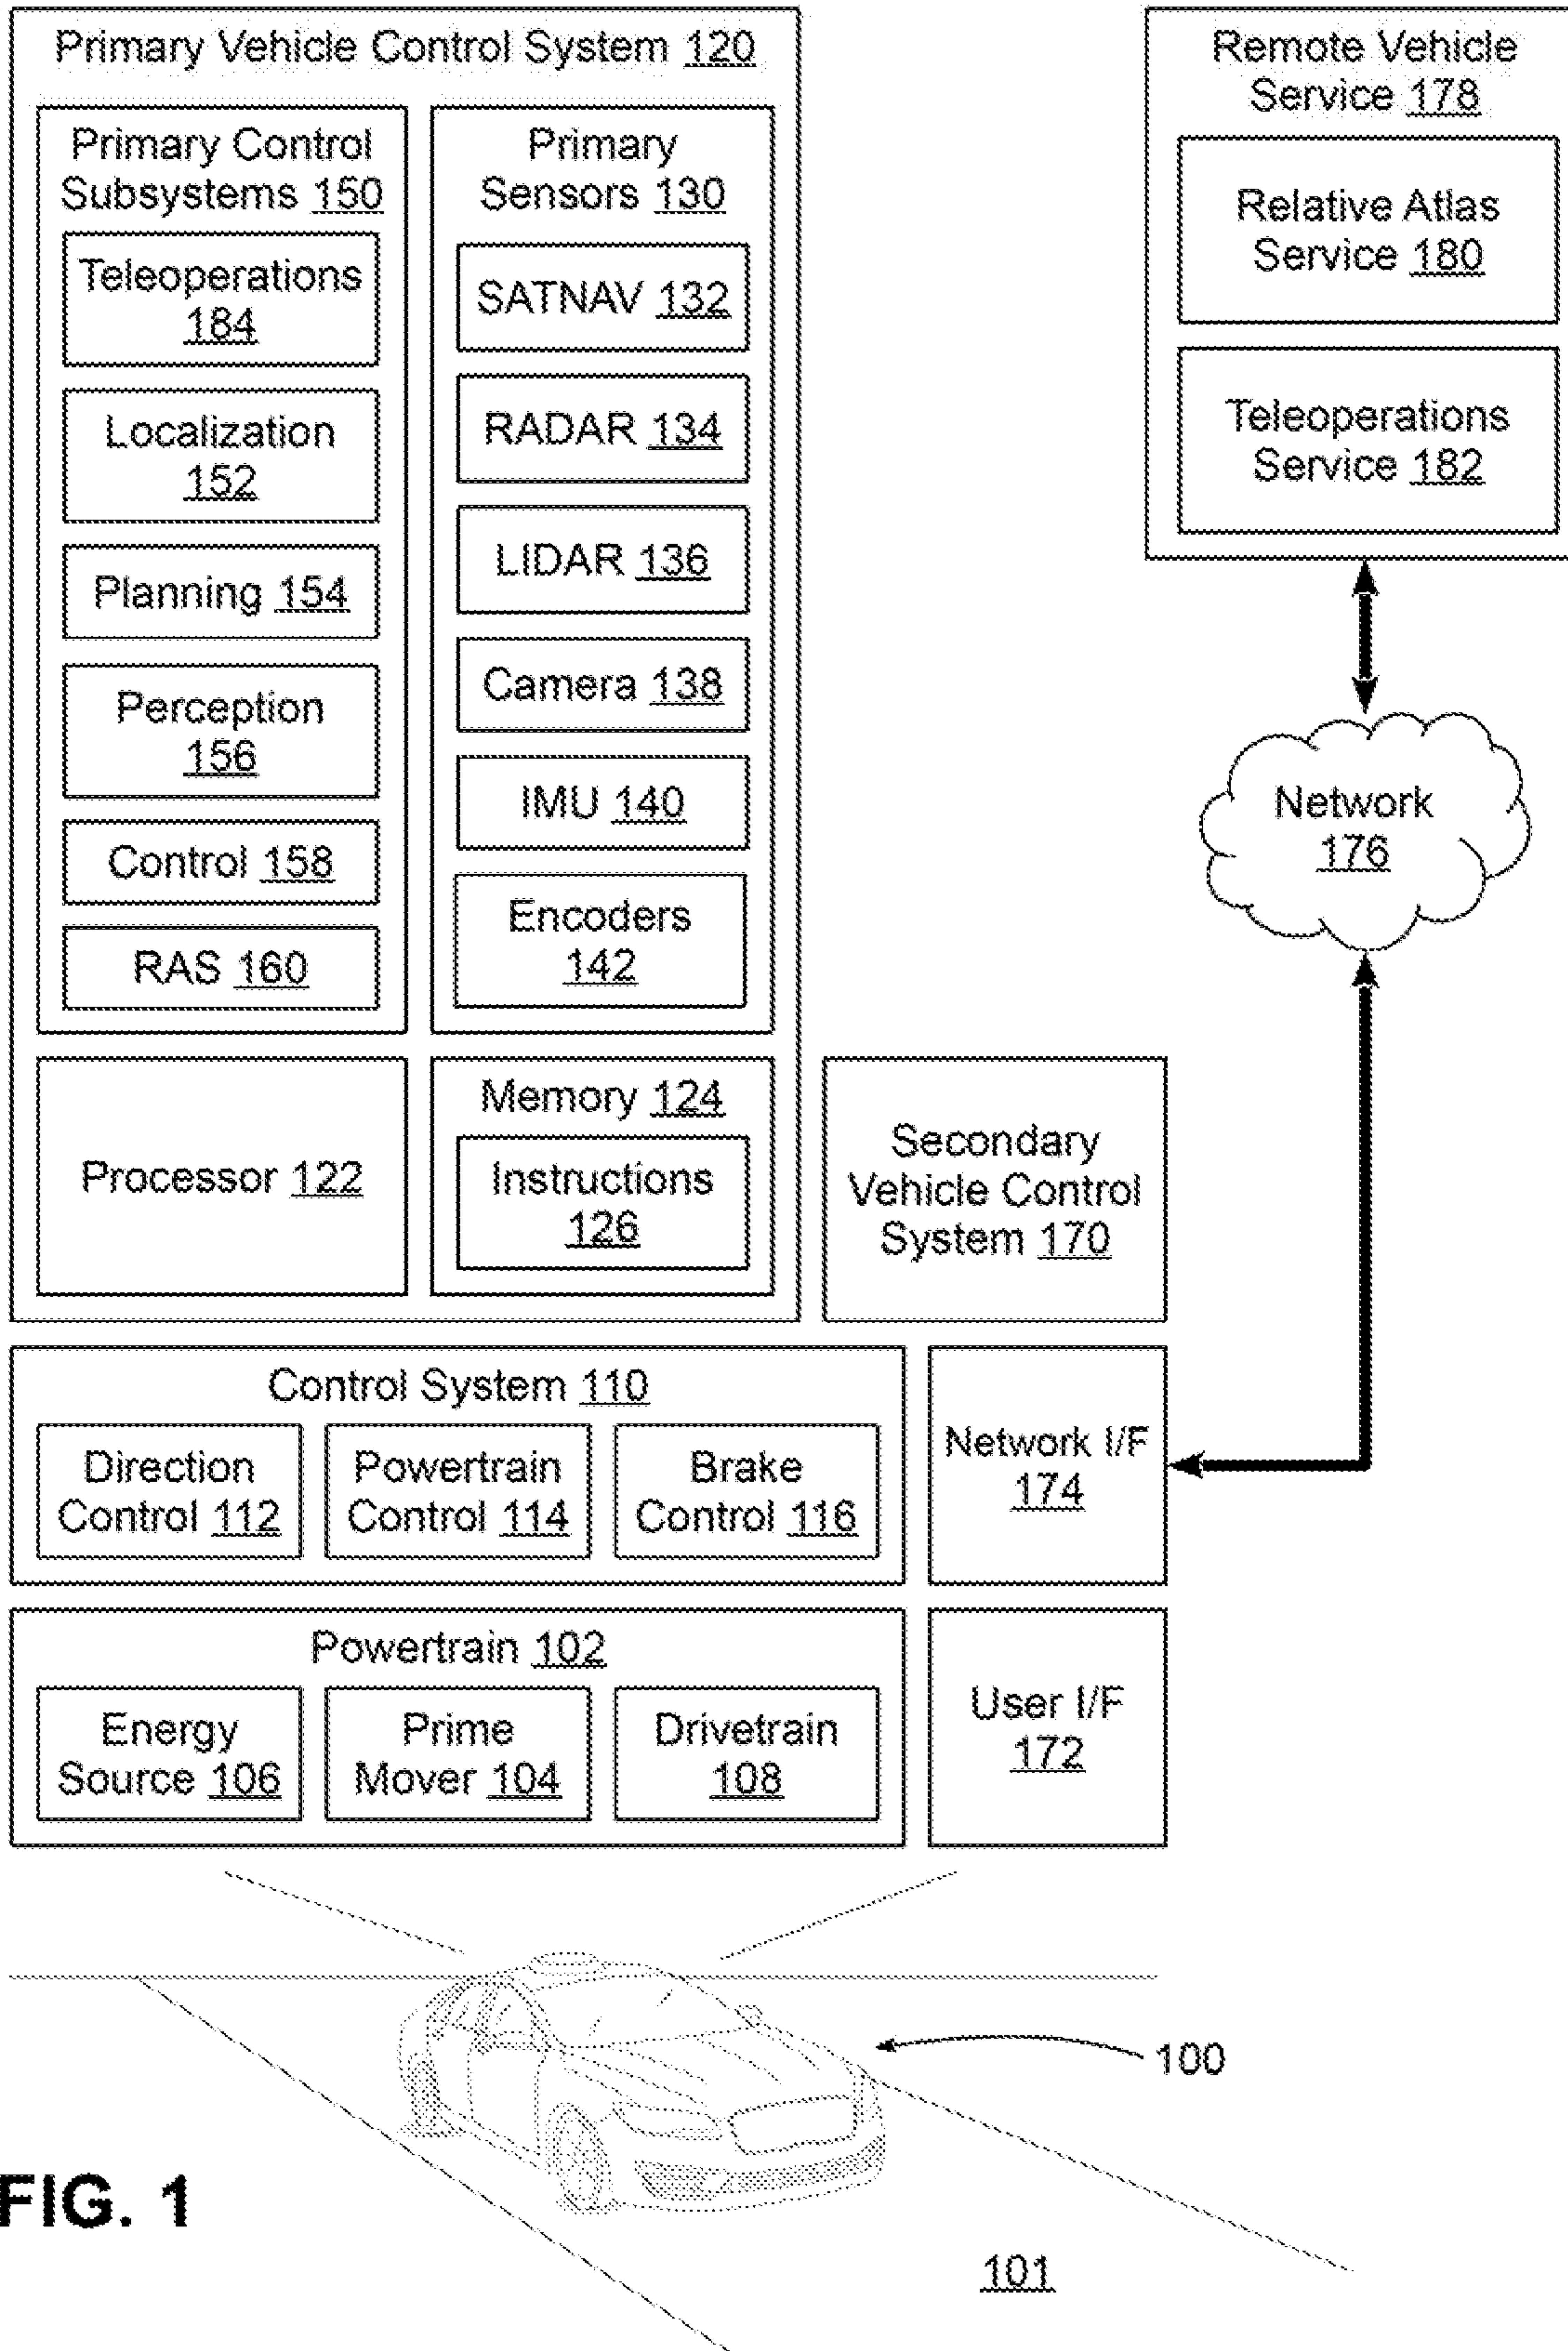 Primary Vehicle Control System 120
Primary Control
Subsystems 150
Teleoperations
184
Localization
152
Planning 154
Perception
156
Control 158
RAS 160
Primary
Sensors 130
SATNAV 132
RADAR 134
LIDAR 136
Camera 138
IMU 140
Encoders
142
Processor 122
Memory 124
Instructions
126
Secondary
Vehicle Control
System 170
Remote Vehicle
Service 178
Relative Atlas
Service 180
Teleoperations
Service 182
Network
176
Control System 110
Direction
Control 112
Powertrain
Control 114
Brake
Control 116
Network I/F
174
Powertrain 102
Energy
Source 106
Prime
Mover 104
Drivetrain
108
User I/F
172
100
FIG. 1
101